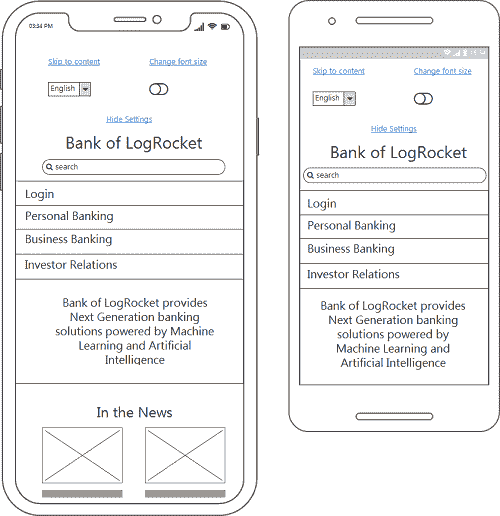 03:34 PM
Skip to content
Change font size
English
Hide Settings
Bank of LogRocket
search
Login
Personal Banking
Business Banking
Investor Relations
Bank of LogRocket provides
Next Generation banking
solutions powered by Machine
Learning and Artificial
Intelligence
In the News
Skip to content
Change font size
English
Hide Settings
Bank of LogRocket
search
Login
Personal Banking
Business Banking
Investor Relations
Bank of LogRocket provides
Next Generation banking
solutions powered by
Machine Learning and
Artificial Intelligence